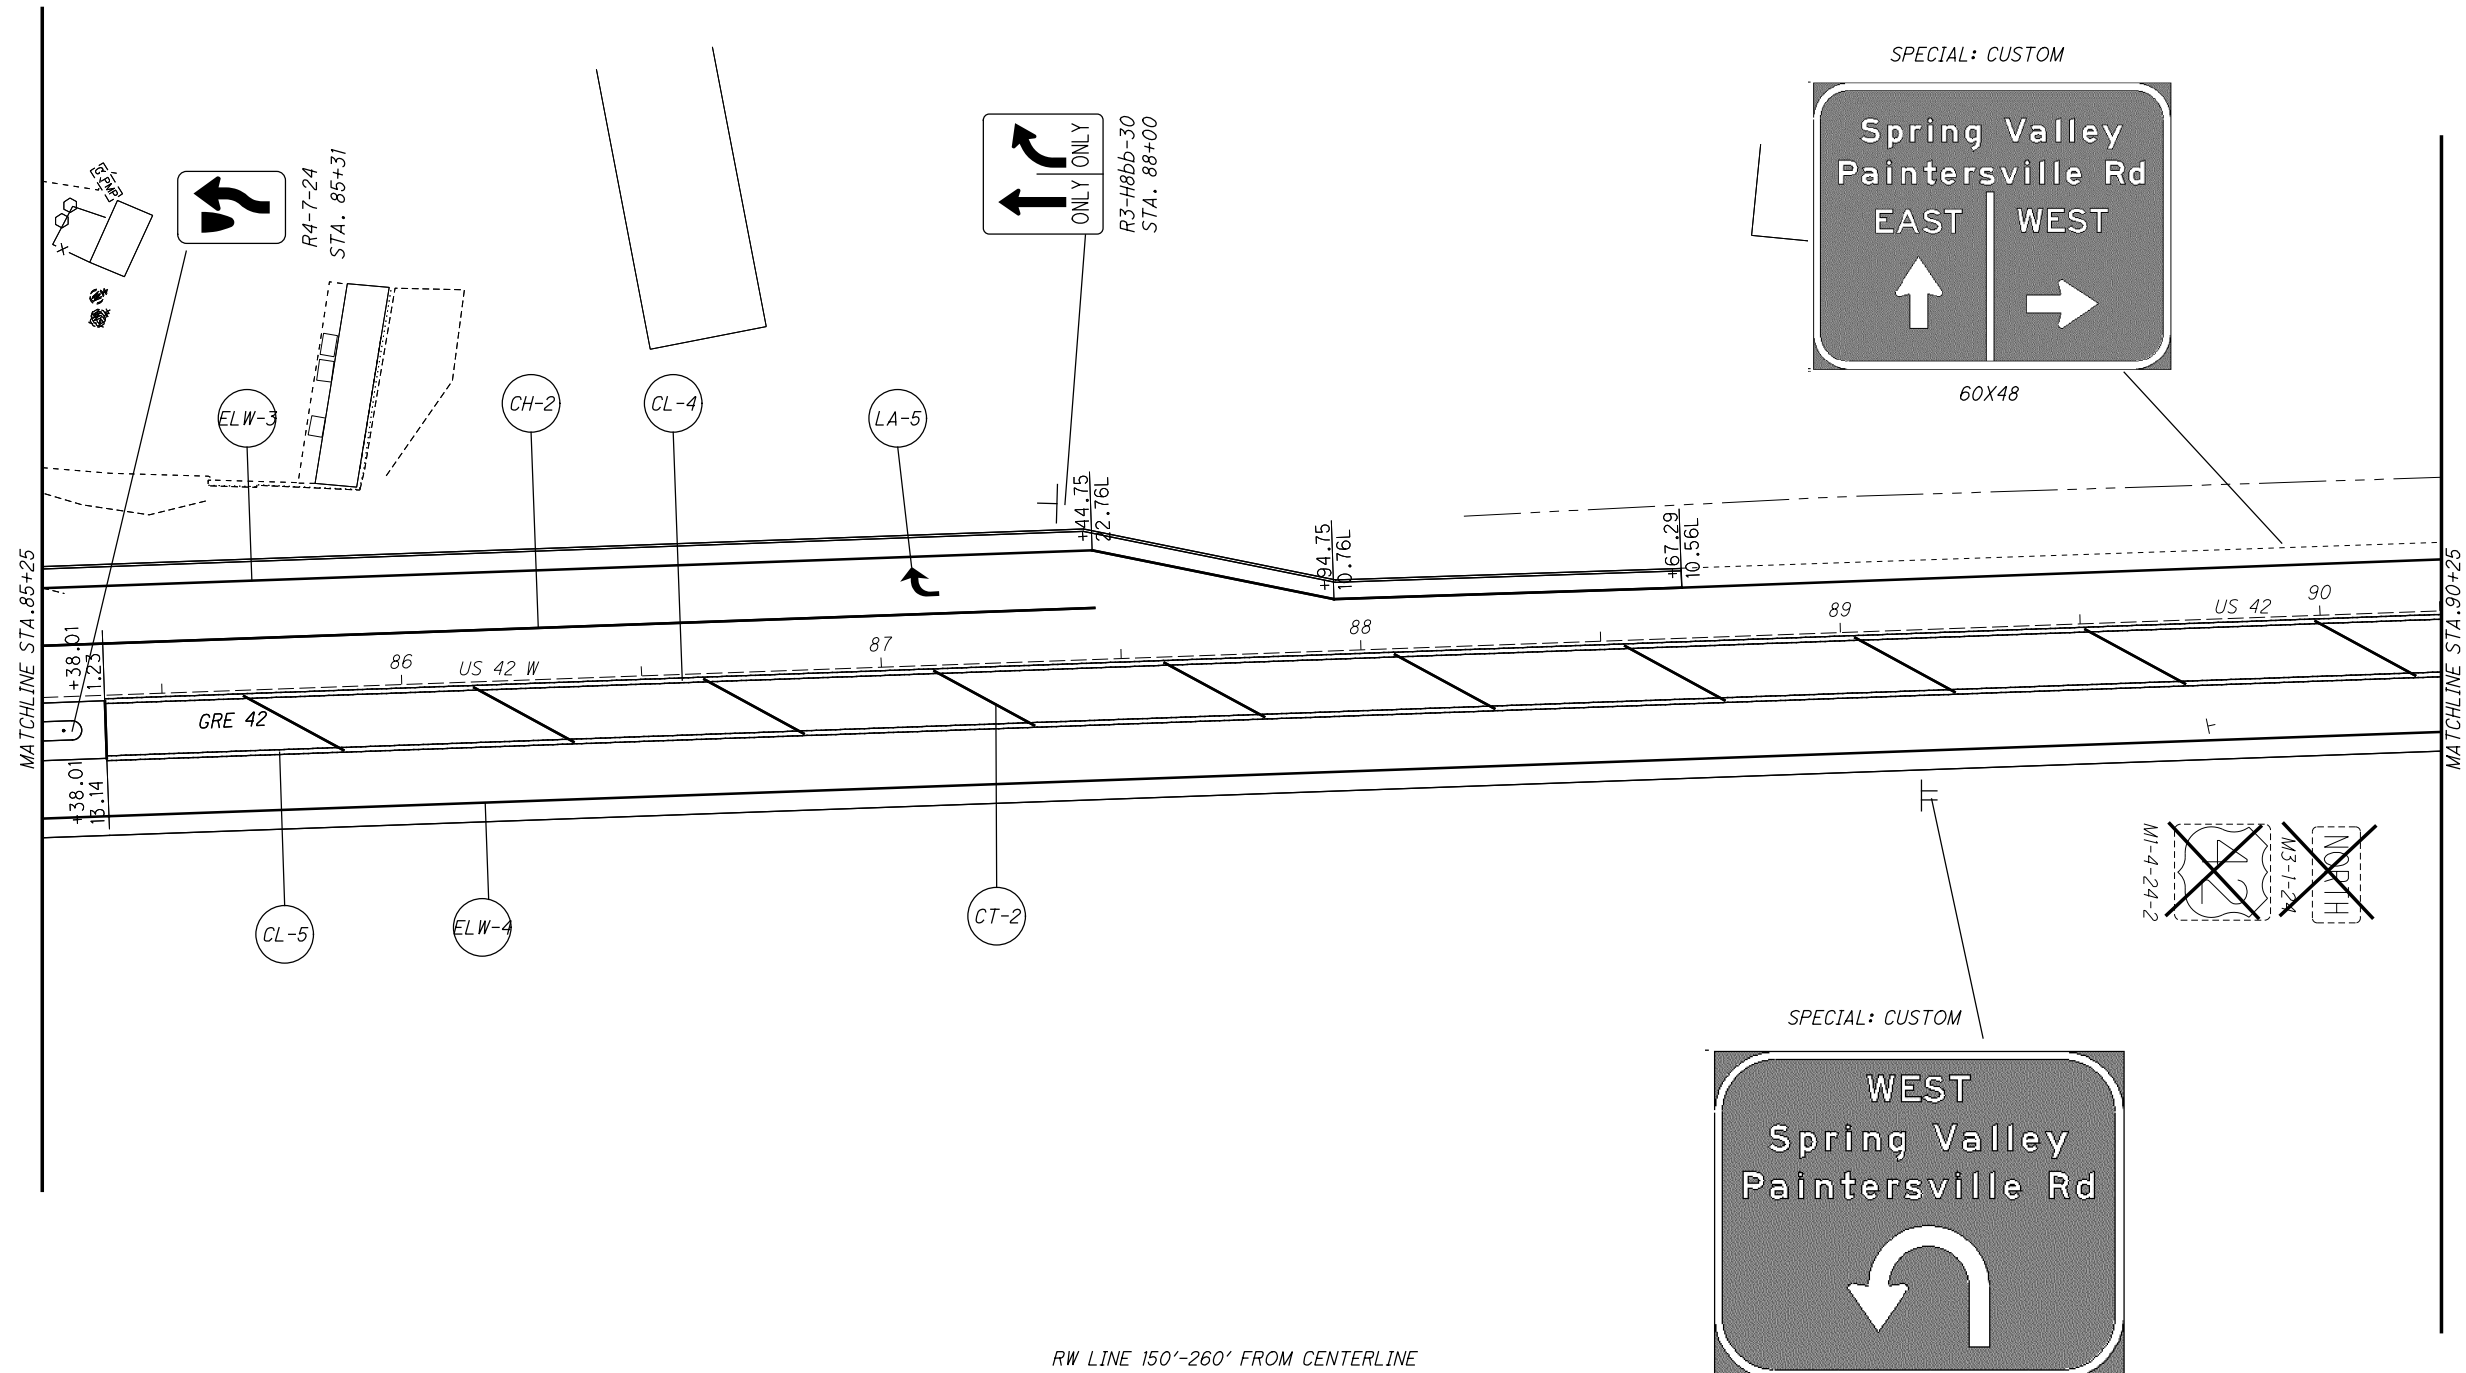 SPECIAL: CUSTOM
Spring Valley
Paintersville Rd
EAST WEST
60X48
R4-7-24
STA. 85+31
ONLY
ONLY
R3-H8bb-30
STA. 88+00
PMP
ELW-3
CH-2
CL-4
LA-5
+44.75
22.76L
+94.75
10.76L
+67.29
10.56L
MATCHLINE STA.85+25
MATCHLINE STA.90+25
+38.01
1.23
86
US 42 W
87
88
89
US 42
90
GRE 42
+38.01
13.14
CL-5
ELW-4
CT-2
M1-4-24-2
42
M3-1-24
NORTH
SPECIAL: CUSTOM
WEST
Spring Valley
Paintersville Rd
RW LINE 150'-260' FROM CENTERLINE